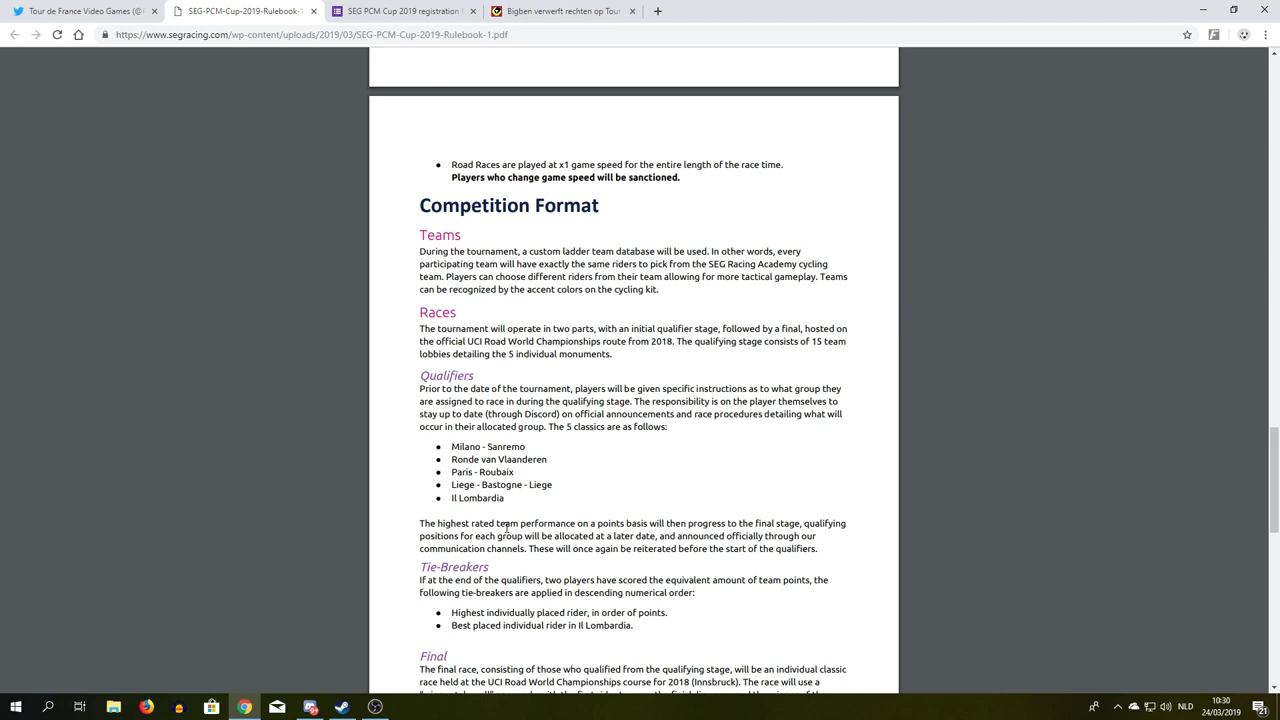 Tour de France Video Games (@
SEG-PCM-Cup-2019-Rulebook-1
SEG PCM Cup 2019 registration
Bigben verwerft rechten op Tour
https://www.segracing.com/wp-content/uploads/2019/03/SEG-PCM-Cup-2019-Rulebook-1.pdf
● Road Races are played at x1 game speed for the entire length of the race time.
Players who change game speed will be sanctioned.
Competition Format
Teams
During the tournament, a custom ladder team database will be used. In other words, every
participating team will have exactly the same riders to pick from the SEG Racing Academy cycling
team. Players can choose different riders from their team allowing for more tactical gameplay. Teams
can be recognized by the accent colors on the cycling kit.
Races
The tournament will operate in two parts, with an initial qualifier stage, followed by a final, hosted on
the official UCI Road World Championships route from 2018. The qualifying stage consists of 15 team
lobbies detailing the 5 individual monuments.
Qualifiers
Prior to the date of the tournament, players will be given specific instructions as to what group they
are assigned to race in during the qualifying stage. The responsibility is on the player themselves to
stay up to date (through Discord) on official announcements and race procedures detailing what will
occur in their allocated group. The 5 classics are as follows:
● Milano - Sanremo
● Ronde van Vlaanderen
● Paris - Roubaix
● Liege - Bastogne - Liege
● Il Lombardia
The highest rated team performance on a points basis will then progress to the final stage, qualifying
positions for each group will be allocated at a later date, and announced officially through our
communication channels. These will once again be reiterated before the start of the qualifiers.
Tie-Breakers
If at the end of the qualifiers, two players have scored the equivalent amount of team points, the
following tie-breakers are applied in descending numerical order:
● Highest individually placed rider, in order of points.
● Best placed individual rider in Il Lombardia.
Final
The final race, consisting of those who qualified from the qualifying stage, will be an individual classic
race held at the UCI Road World Championships course for 2018 (Innsbruck). The race will use a
NLD
10:30
24/03/2019
21